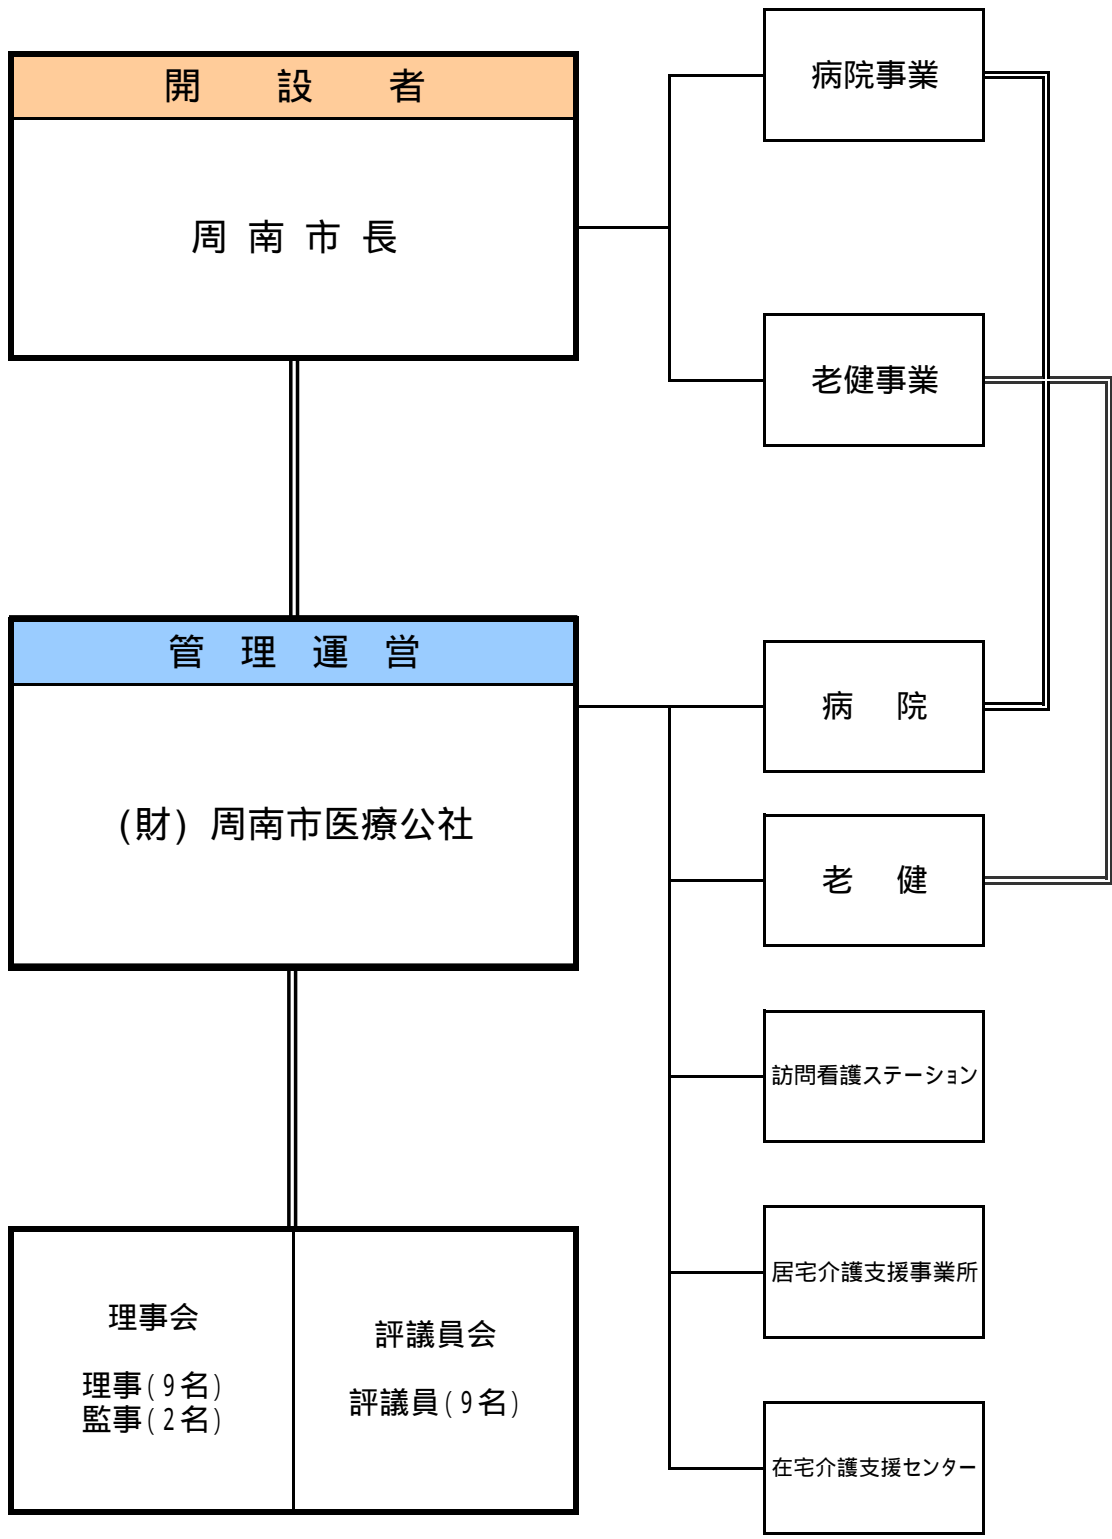 開 設 者
周 南 市 長
病院事業
老健事業
管 理 運 営
(財) 周南市医療公社
病 院
老 健
訪問看護ステーション
居宅介護支援事業所
在宅介護支援センター
理事会
理事(9名)
監事(2名)
評議員会
評議員(9名)